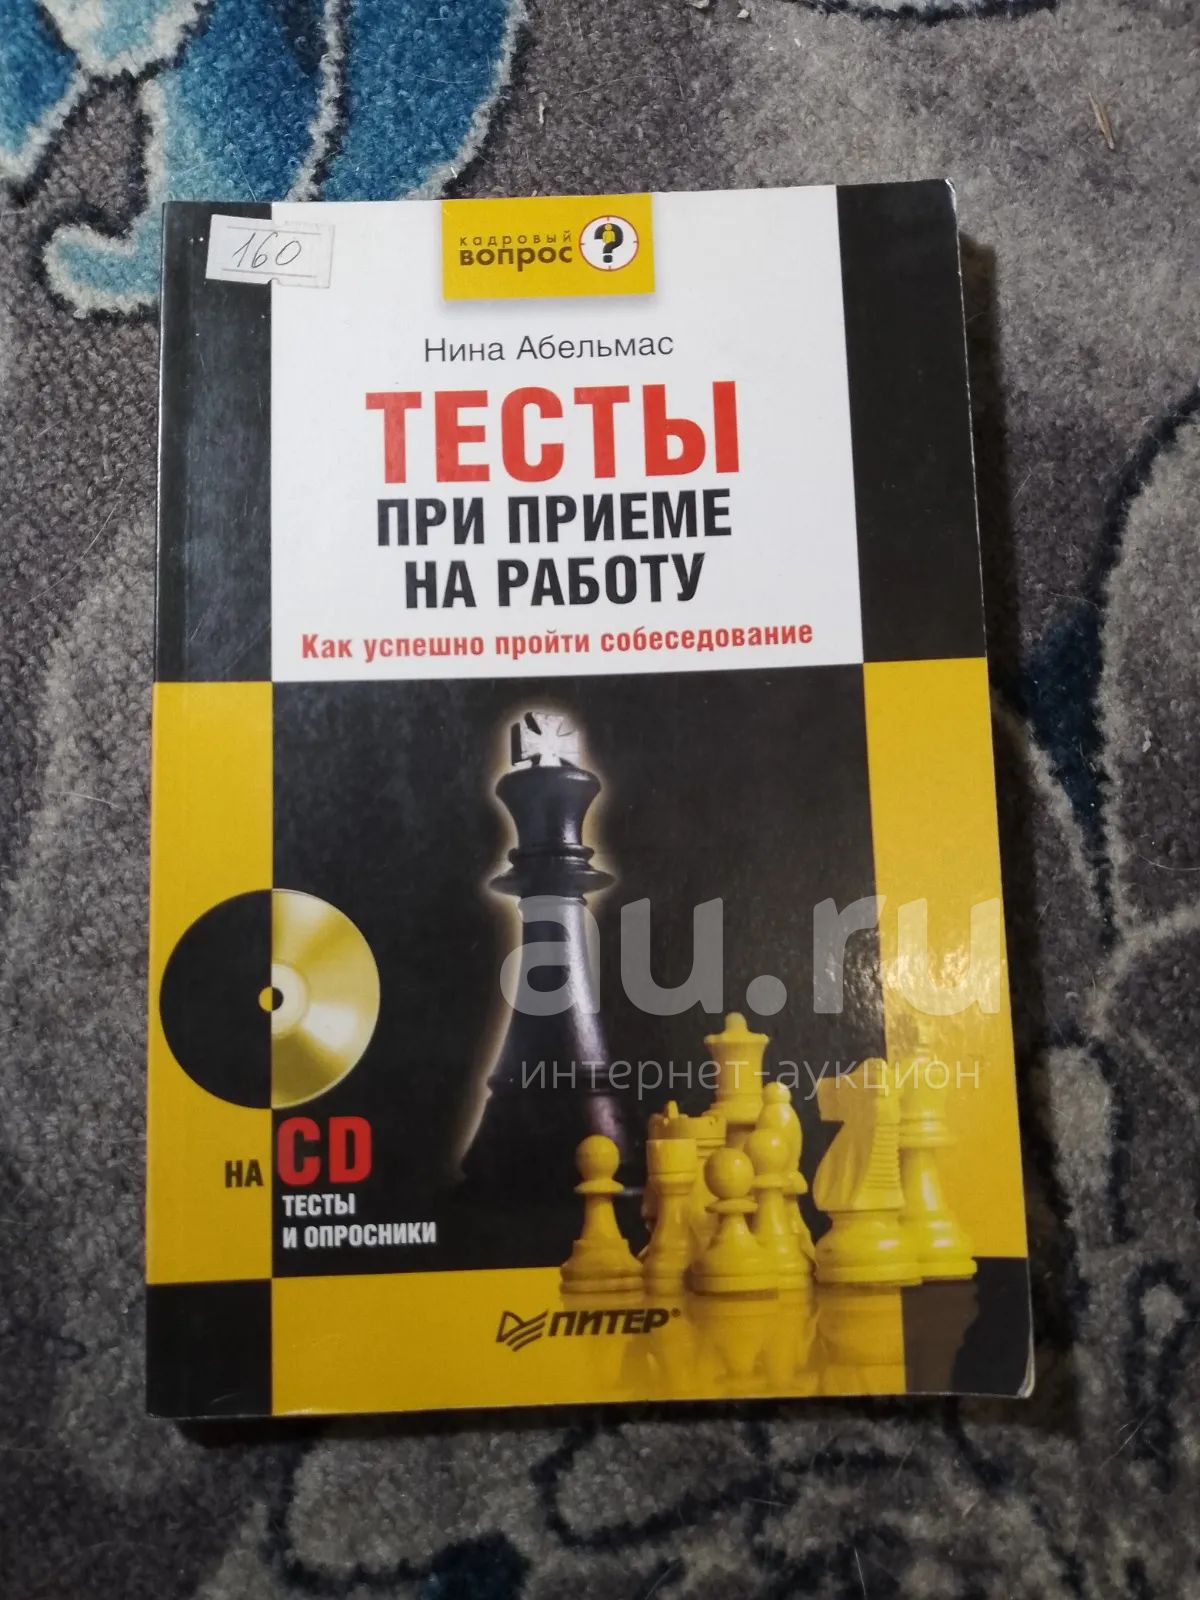 160
кадровый
вопрос
Нина Абельмас
ТЕСТЫ
ПРИ ПРИЕМЕ
НА РАБОТУ
Как успешно пройти собеседование
au.ru
интернет-аукцион
НА CD
ТЕСТЫ
И ОПРОСНИКИ
ПИТЕР®